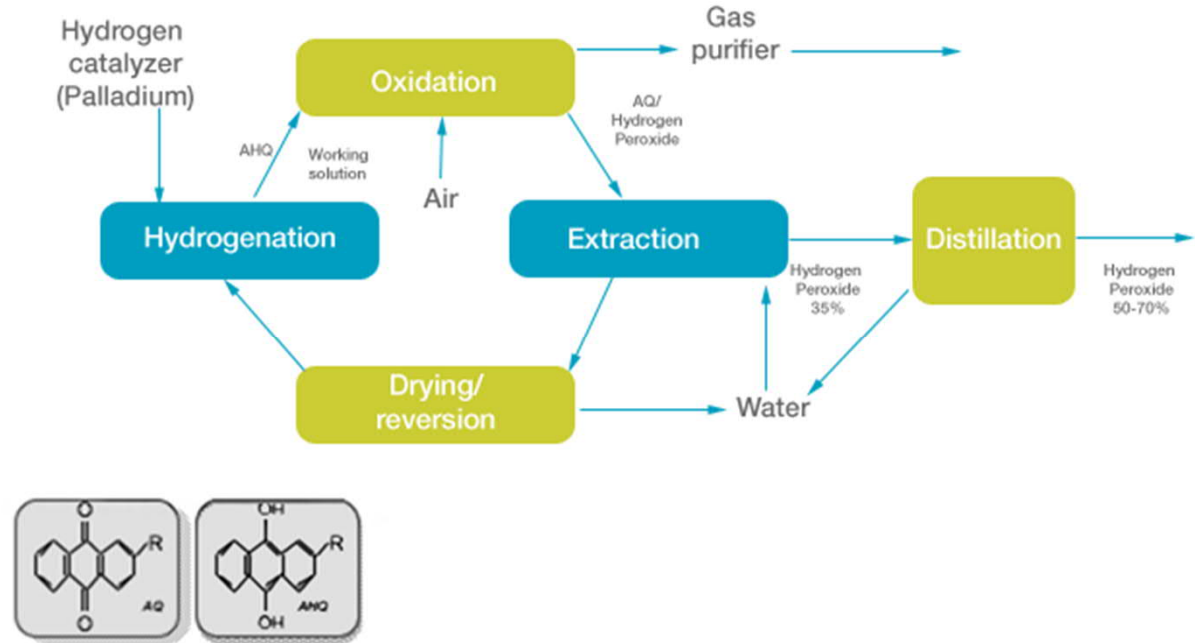 Hydrogen
catalyzer
(Palladium)
Oxidation
Gas
purifier
AHQ
Working
solution
Air
AQ/
Hydrogen
Peroxide
Hydrogenation
Extraction
Hydrogen
Peroxide
35%
Distillation
Hydrogen
Peroxide
50-70%
Drying/
reversion
Water
O
R
O
AQ
OH
R
OH
AHQ